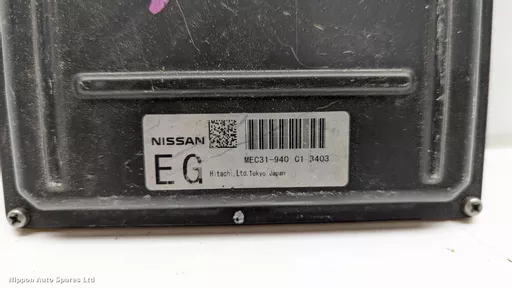 NISSAN
MEC31-940 C1 3403
EG
Hitachi,Ltd.Tokyo Japan
Nippon Auto Spares Ltd